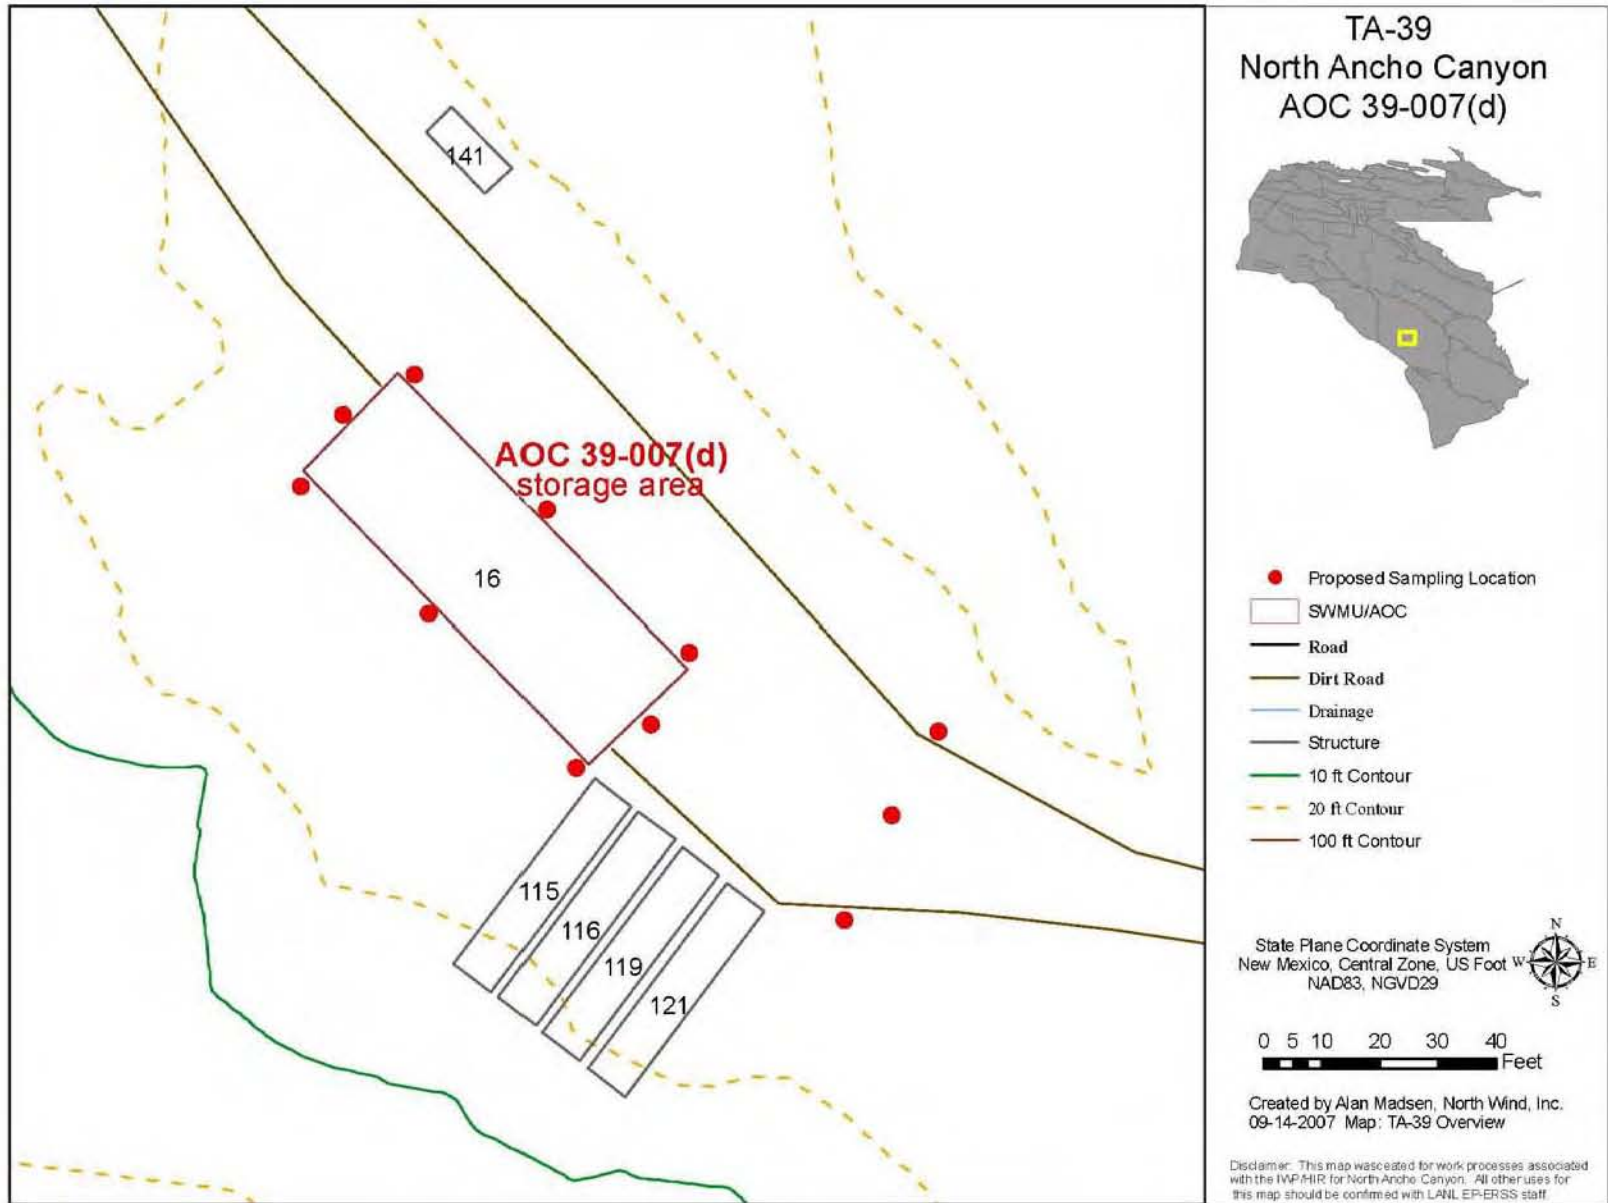 TA-39
North Ancho Canyon
AOC 39-007(d)
141
AOC 39-007(d)
storage area
16
115
116
119
121
Proposed Sampling Location
SWMU/AOC
Road
Dirt Road
Drainage
Structure
10 ft Contour
20 ft Contour
100 ft Contour
State Plane Coordinate System
New Mexico, Central Zone, US Foot
NAD83, NGVD29
N
W
E
S
0 5 10 20 30 40
Feet
Created by Alan Madsen, North Wind, Inc.
09-14-2007 Map: TA-39 Overview
Disclaimer: This map wasceated for work processes associated
with the IWP/HIR for North Ancho Canyon. All other uses for
this map should be confirmed with LANL EP-ERSS staff